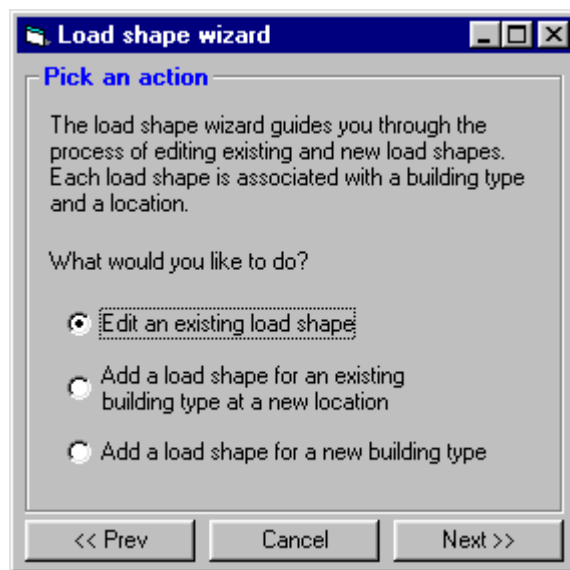 Load shape wizard
Pick an action
The load shape wizard guides you through the
process of editing existing and new load shapes.
Each load shape is associated with a building type
and a location.
What would you like to do?
Edit an existing load shape
Add a load shape for an existing
building type at a new location
Add a load shape for a new building type
<< Prev
Cancel
Next >>